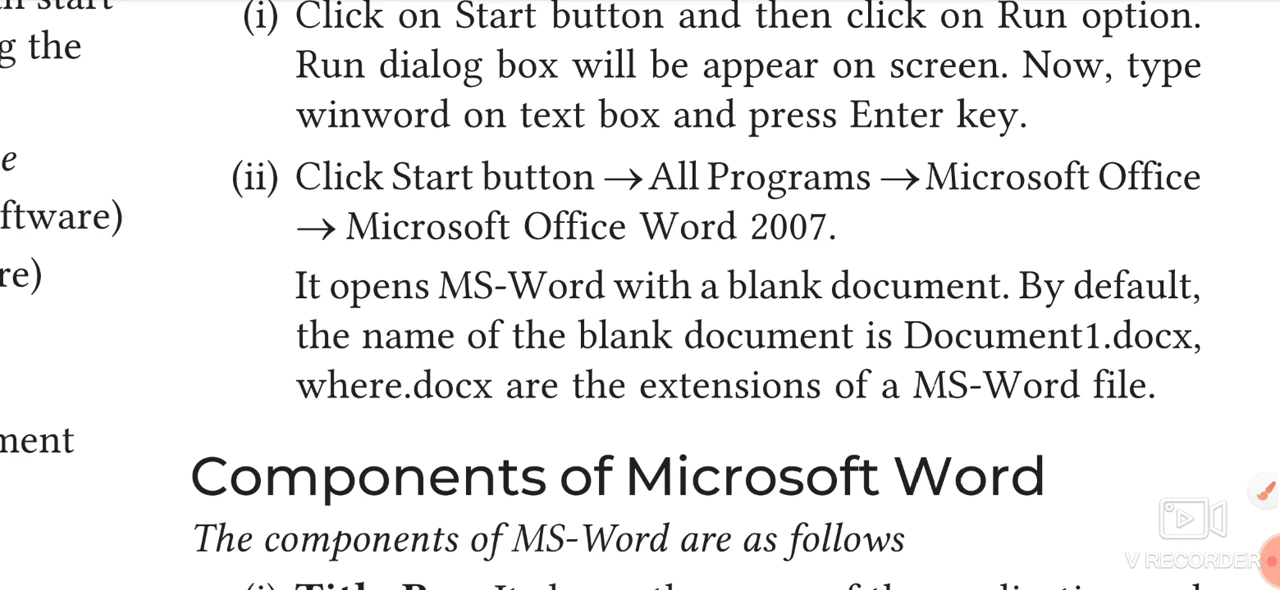 g the
e
ftware)
re)
ment
(i) Click on Start button and then click on Run option.
Run dialog box will be appear on screen. Now, type
winword on text box and press Enter key.
(ii) Click Start button → All Programs → Microsoft Office
→ Microsoft Office Word 2007.
It opens MS-Word with a blank document. By default,
the name of the blank document is Document1.docx,
where.docx are the extensions of a MS-Word file.
Components of Microsoft Word
The components of MS-Word are as follows
V RECORDER